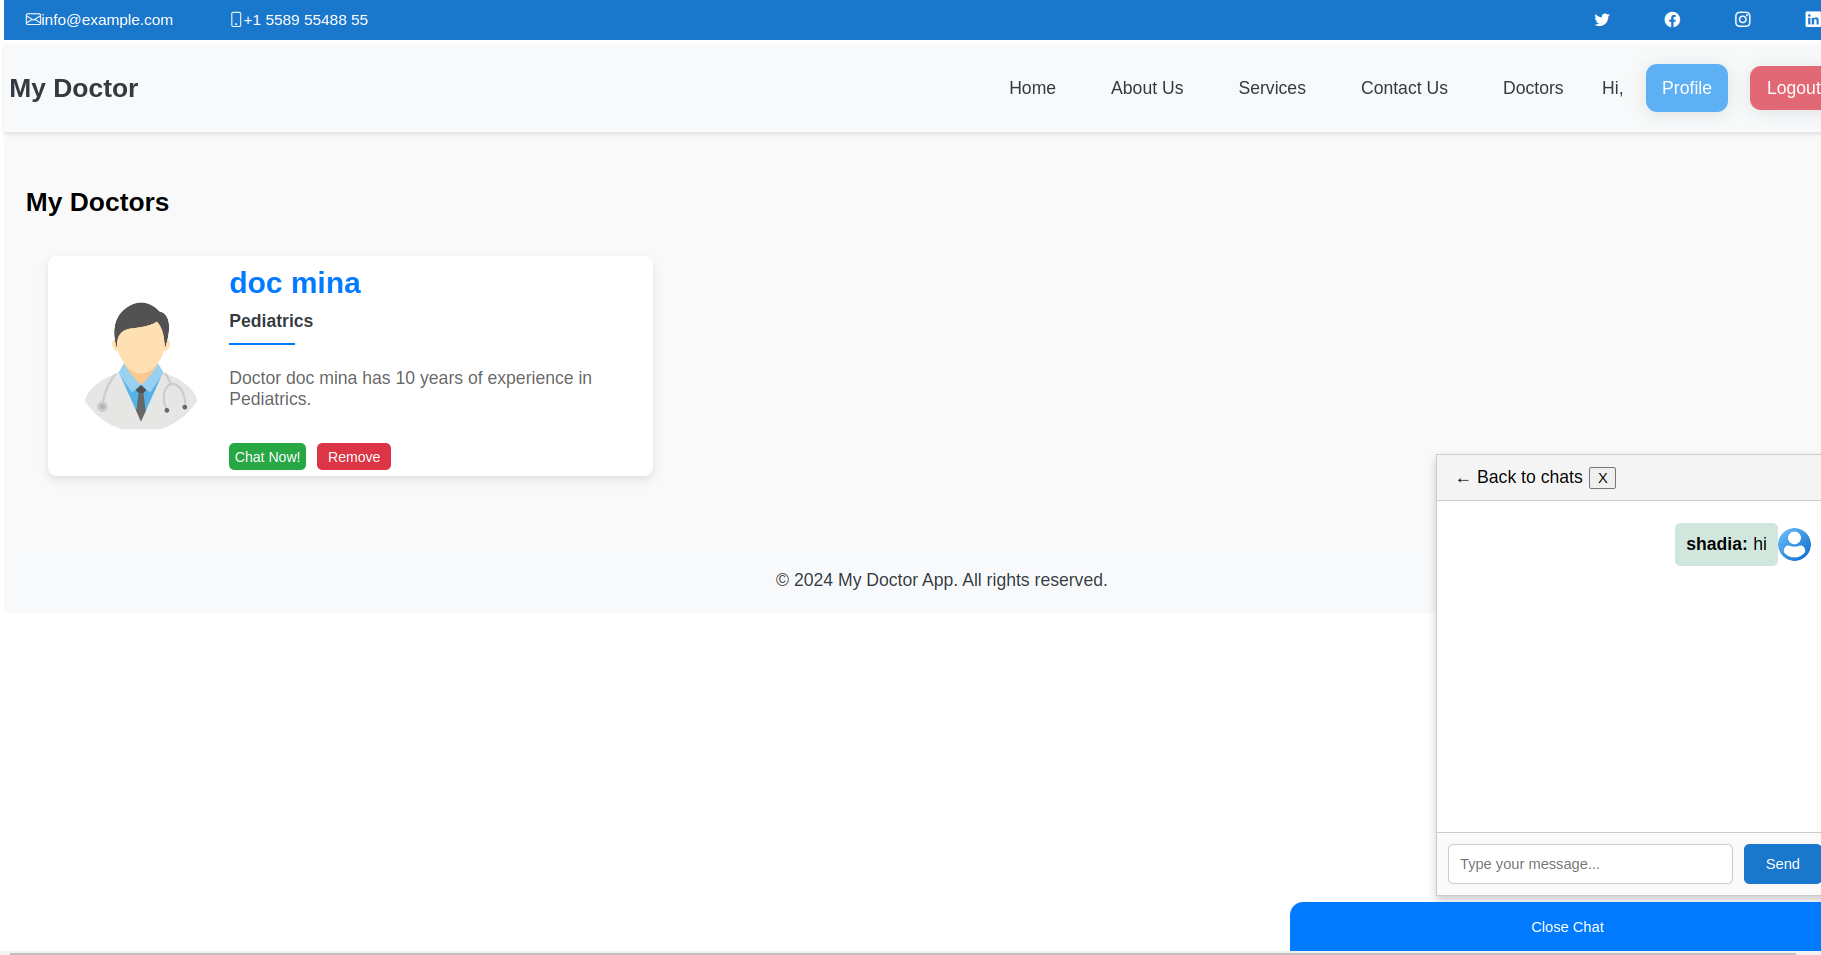 info@example.com +1 5589 55488 55
My Doctor Home About Us Services Contact Us Doctors Hi, Profile Logout
My Doctors
doc mina
Pediatrics
Doctor doc mina has 10 years of experience in
Pediatrics.
Chat Now! Remove
← Back to chats X
shadia: hi
© 2024 My Doctor App. All rights reserved.
Type your message... Send
Close Chat